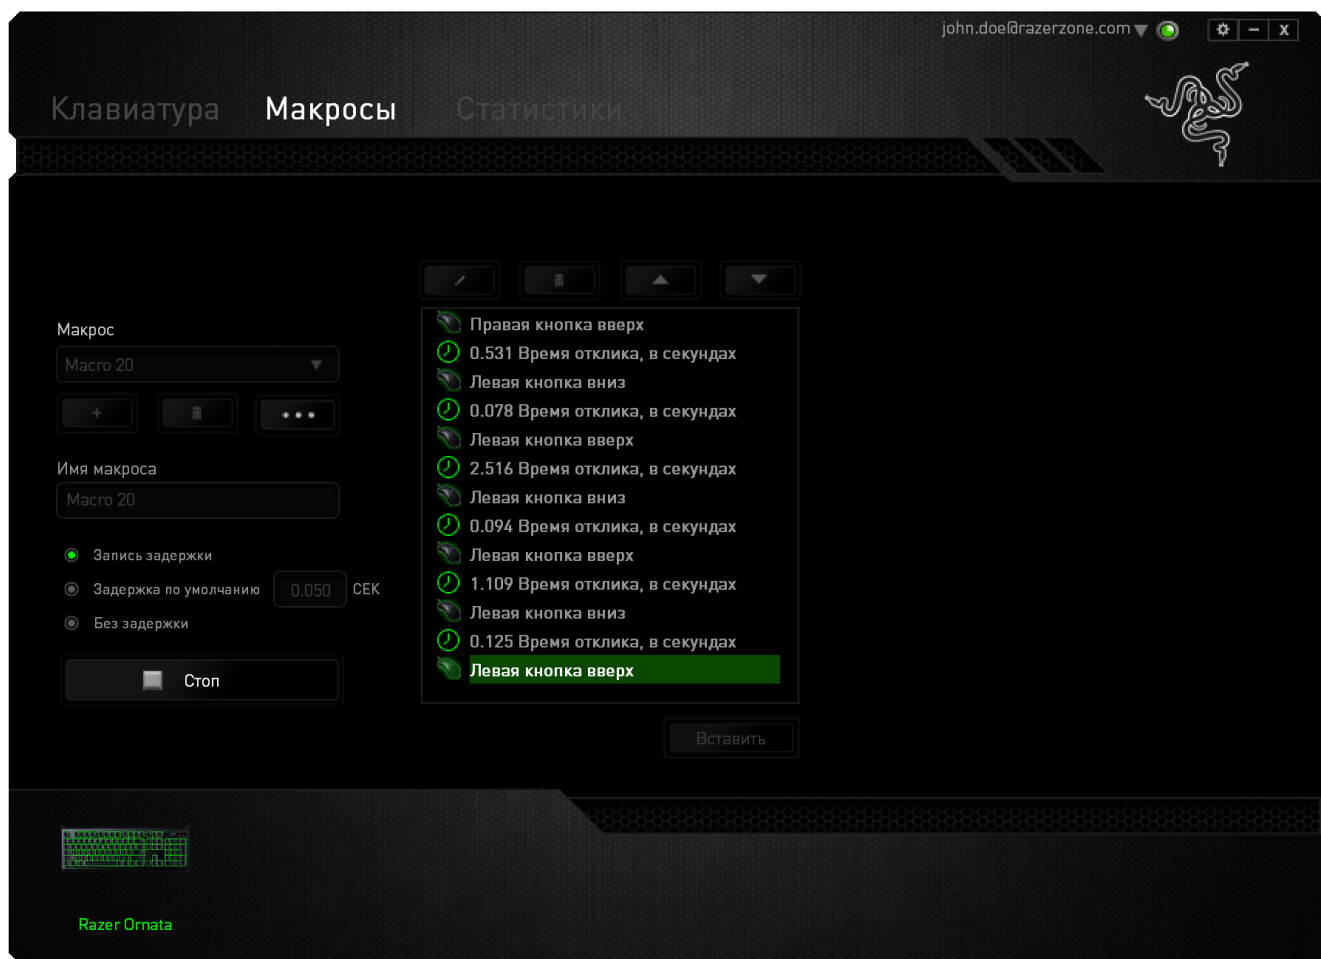 john.doe@razerzone.com
Клавиатура Макросы Статистики
Макрос
Macro 20
Имя макроса
Macro 20
Запись задержки
Задержка по умолчанию 0.050 СЕК
Без задержки
Стоп
Правая кнопка вверх
0.531 Время отклика, в секундах
Левая кнопка вниз
0.078 Время отклика, в секундах
Левая кнопка вверх
2.516 Время отклика, в секундах
Левая кнопка вниз
0.094 Время отклика, в секундах
Левая кнопка вверх
1.109 Время отклика, в секундах
Левая кнопка вниз
0.125 Время отклика, в секундах
Левая кнопка вверх
Вставить
Razer Ornata